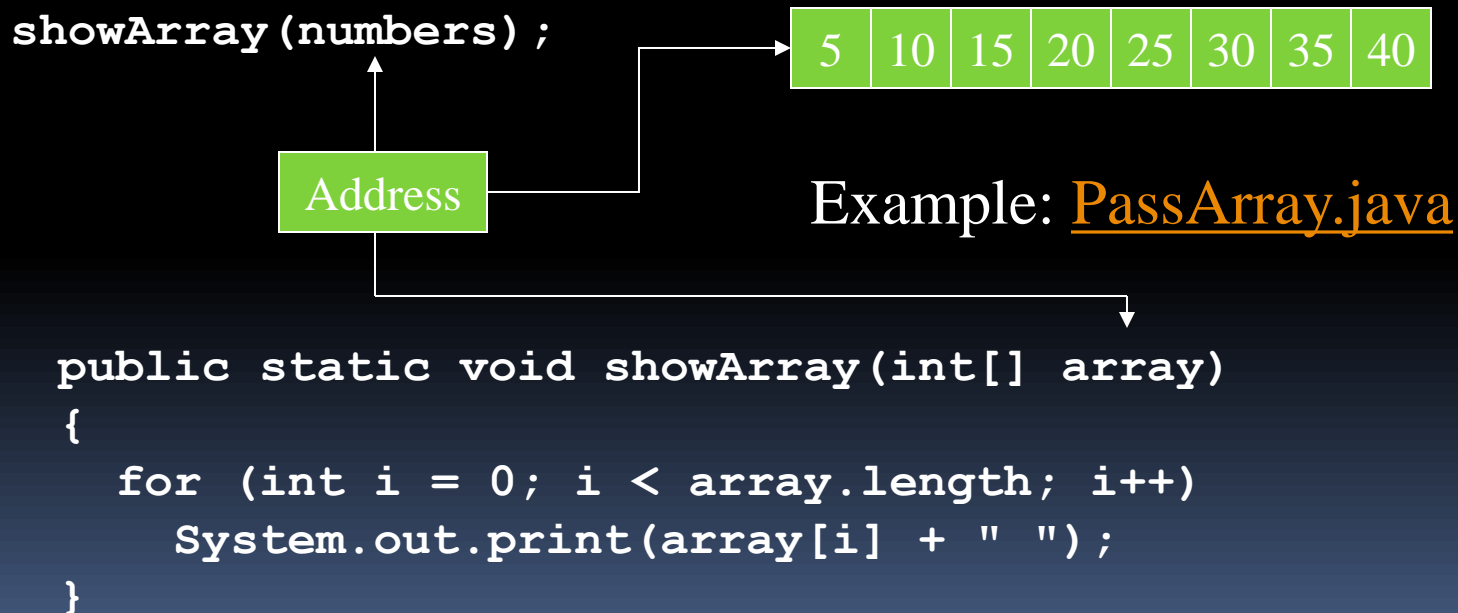 showArray(numbers);
5 10 15 20 25 30 35 40
Address
Example: PassArray.java
public static void showArray(int[] array)
{
for (int i = 0; i < array.length; i++)
System.out.print(array[i] + " ");
}